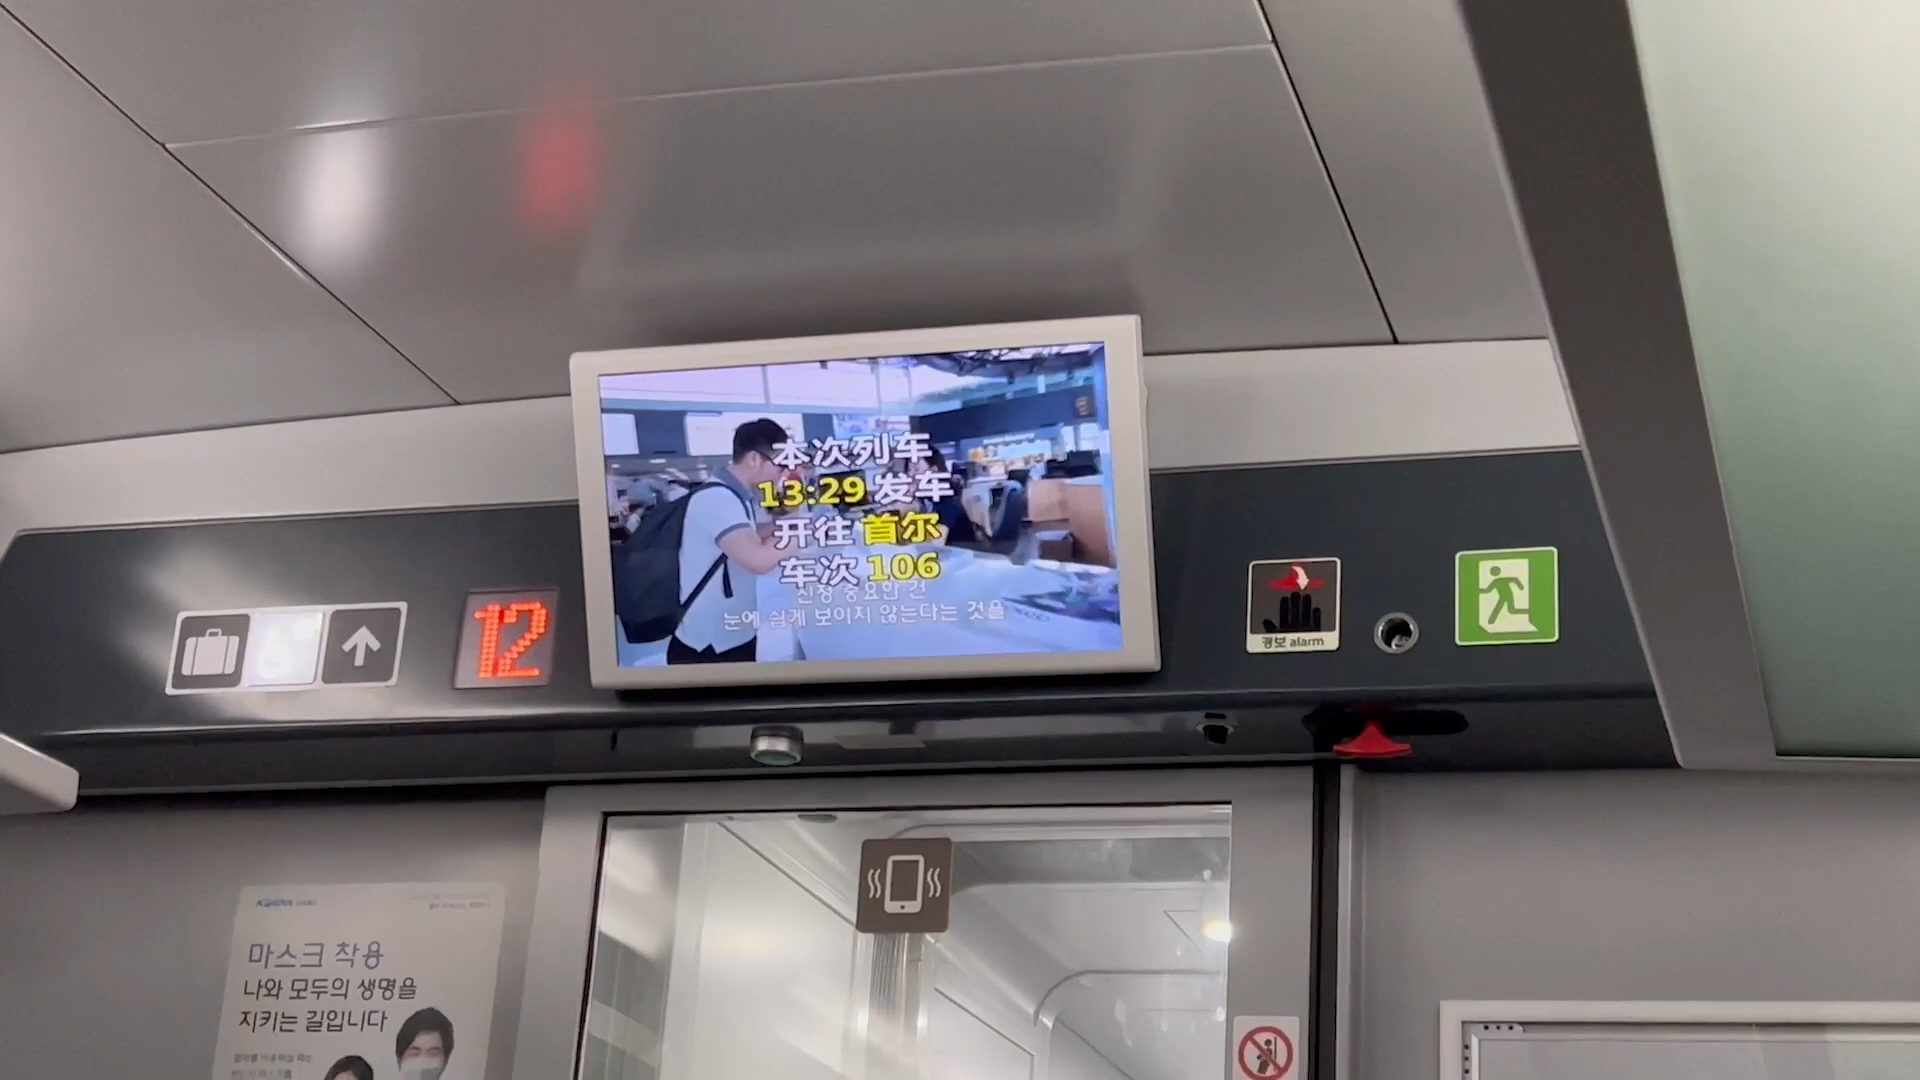 本次列车
13:29 发车
开往 首尔
车次 106
눈에 쉽게 보이지 않는다는 것을
12
경보 alarm
마스크 착용
나와 모두의 생명을
지키는 길입니다